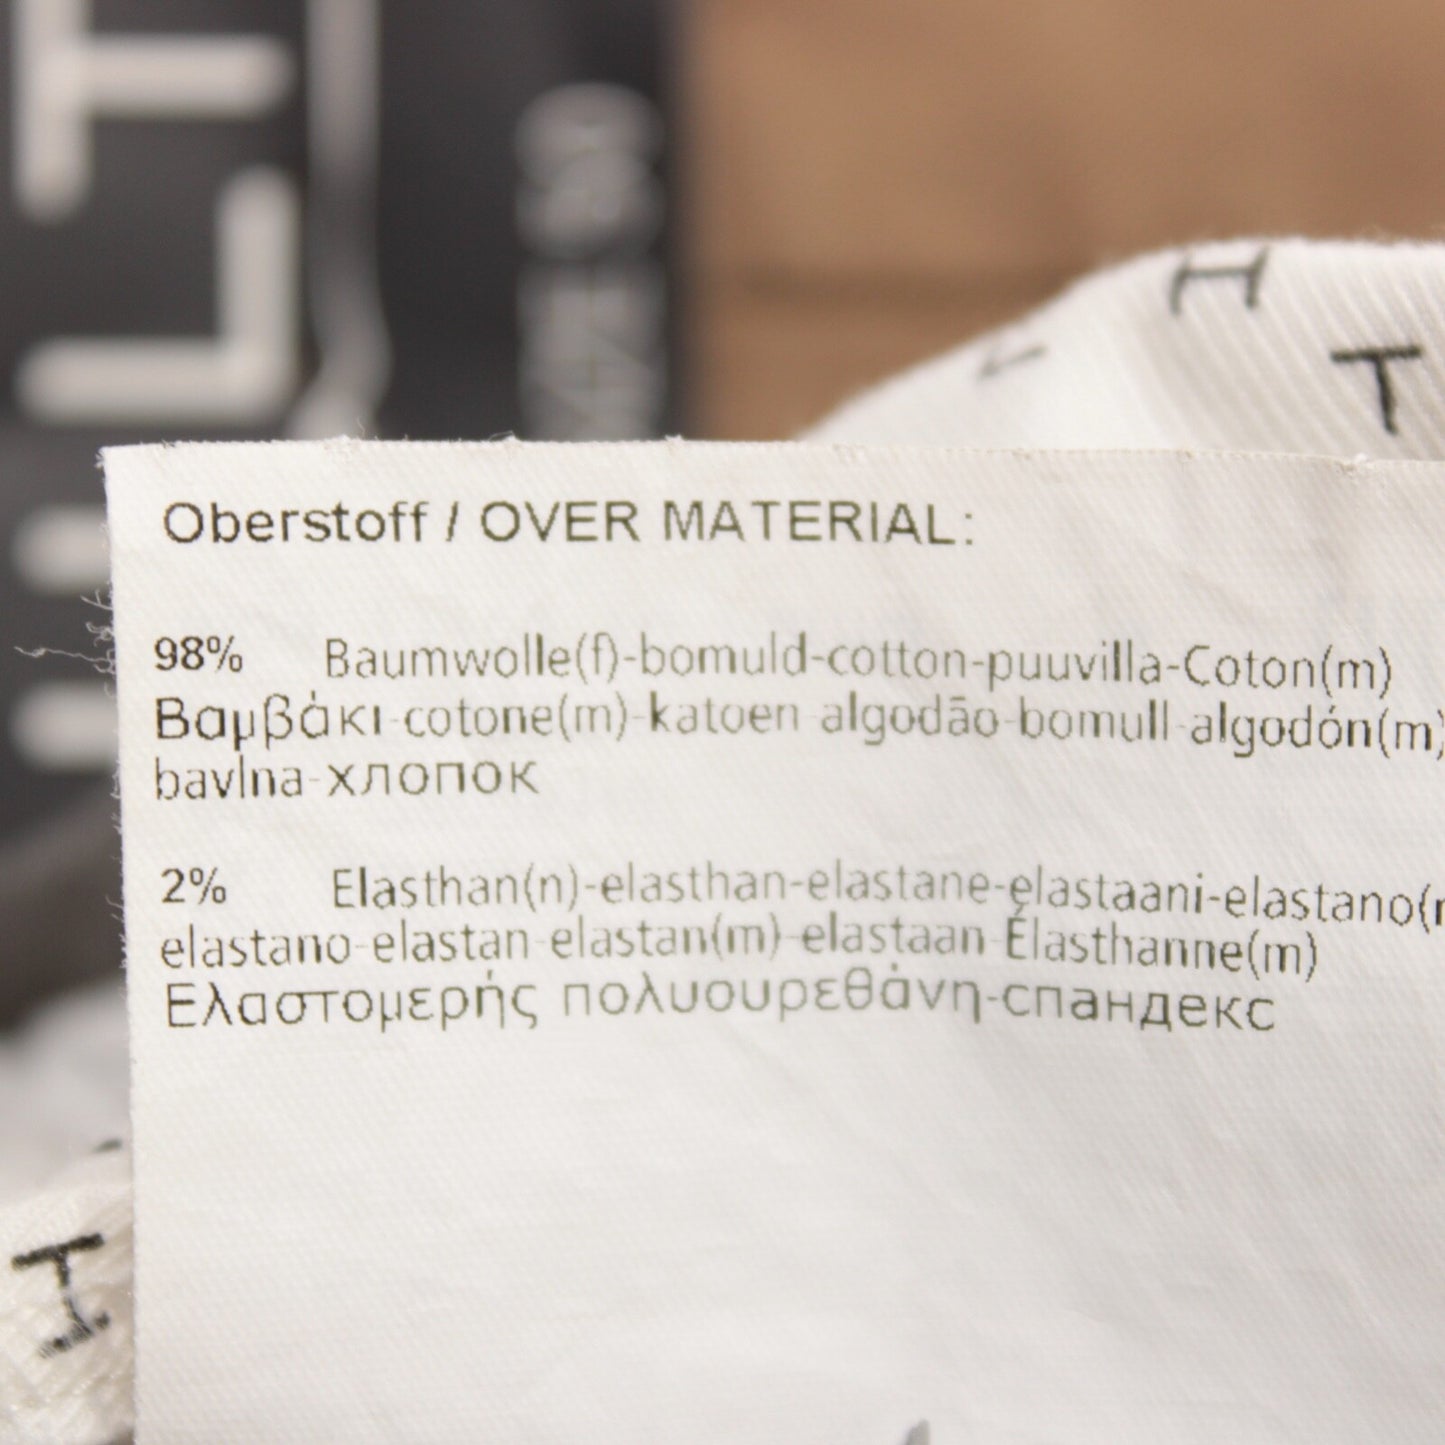 Oberstoff / OVER MATERIAL:
98% Baumwolle(f)-bomuld-cotton-puuvilla-Coton(m)
Βαμβάκι-cotone(m)-katoen-algodão-bomull-algodón(m)
bavlna-хлопок
2% Elasthan(n)-elasthan-elastane-elastaani-elastano(
elastano-elastan-elastan(m)-elastaan-Élasthanne(m)
Ελαστομερής πολυουρεθάνη-спандекс
H
T
I